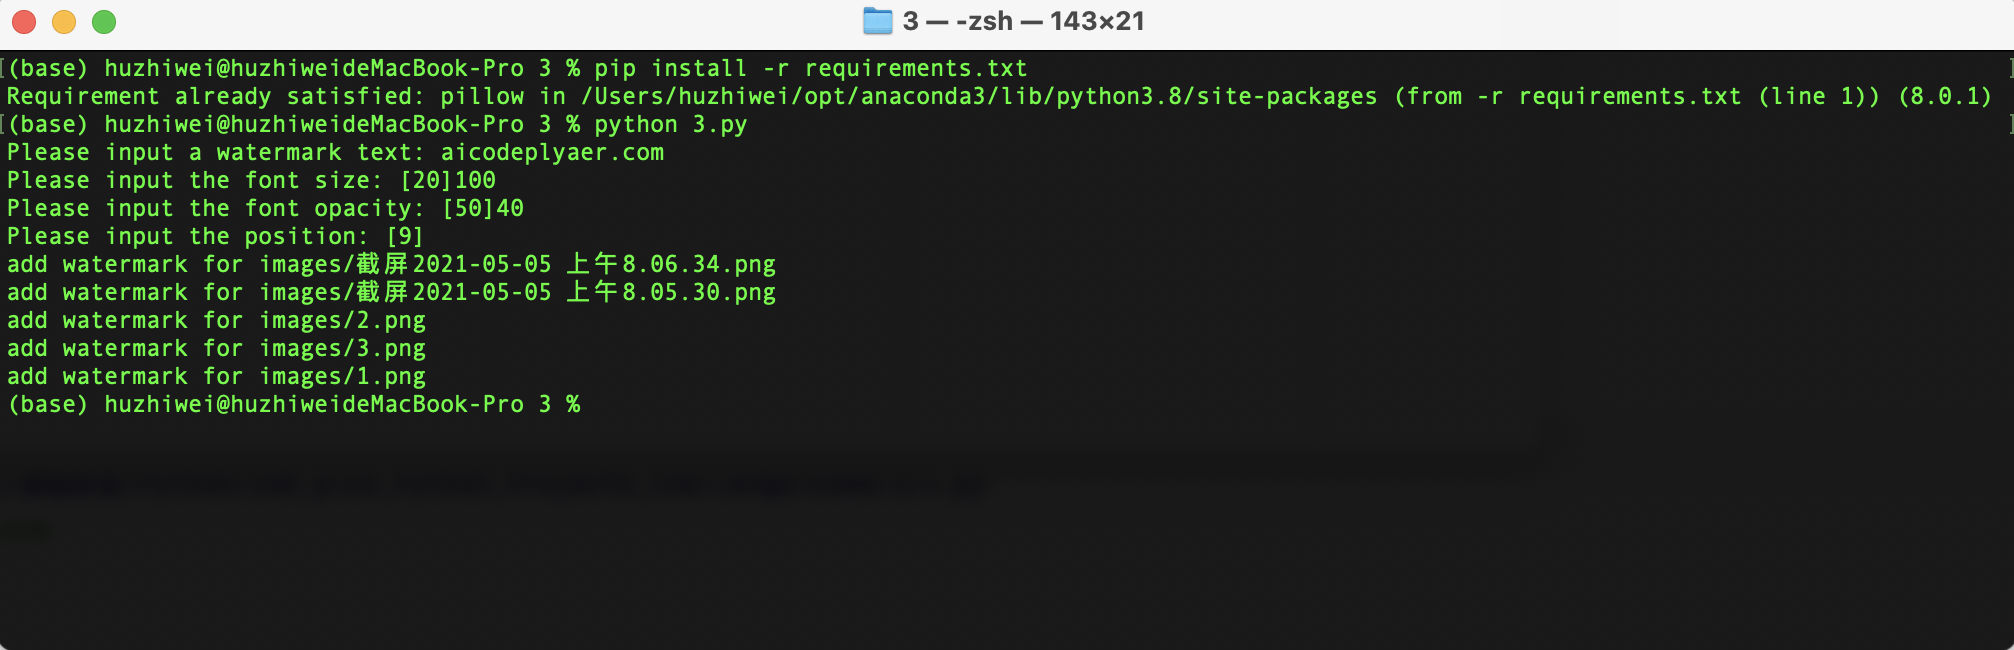 3 — -zsh — 143×21
(base) huzhiwei@huzhiweideMacBook-Pro 3 % pip install -r requirements.txt
Requirement already satisfied: pillow in /Users/huzhiwei/opt/anaconda3/lib/python3.8/site-packages (from -r requirements.txt (line 1)) (8.0.1)
(base) huzhiwei@huzhiweideMacBook-Pro 3 % python 3.py
Please input a watermark text: aicodeplyaer.com
Please input the font size: [20]100
Please input the font opacity: [50]40
Please input the position: [9]
add watermark for images/截屏2021-05-05 上午8.06.34.png
add watermark for images/截屏2021-05-05 上午8.05.30.png
add watermark for images/2.png
add watermark for images/3.png
add watermark for images/1.png
(base) huzhiwei@huzhiweideMacBook-Pro 3 %